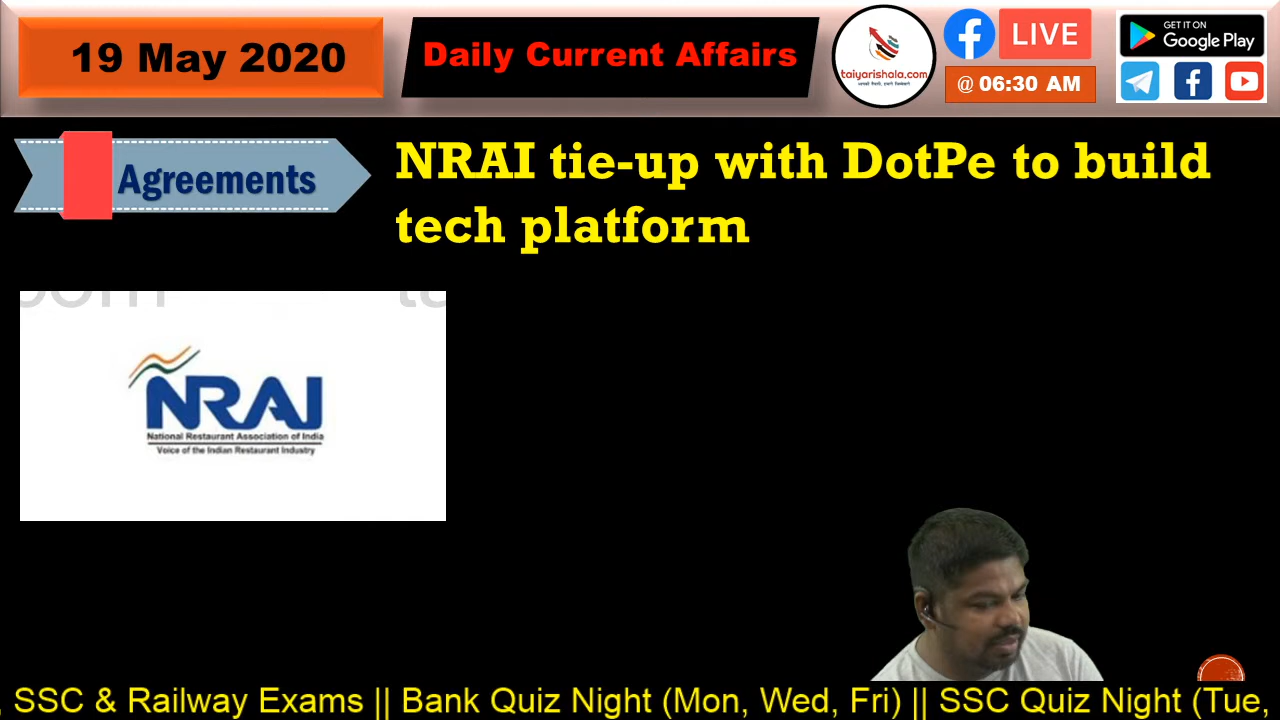 19 May 2020
Daily Current Affairs
taiyarishala.com
LIVE
@ 06:30 AM
GET IT ON
Google Play
Agreements
NRAI tie-up with DotPe to build
tech platform
NRAI
National Restaurant Association of India
Voice of the Indian Restaurant Industry
SSC & Railway Exams || Bank Quiz Night (Mon, Wed, Fri) || SSC Quiz Night (Tue,